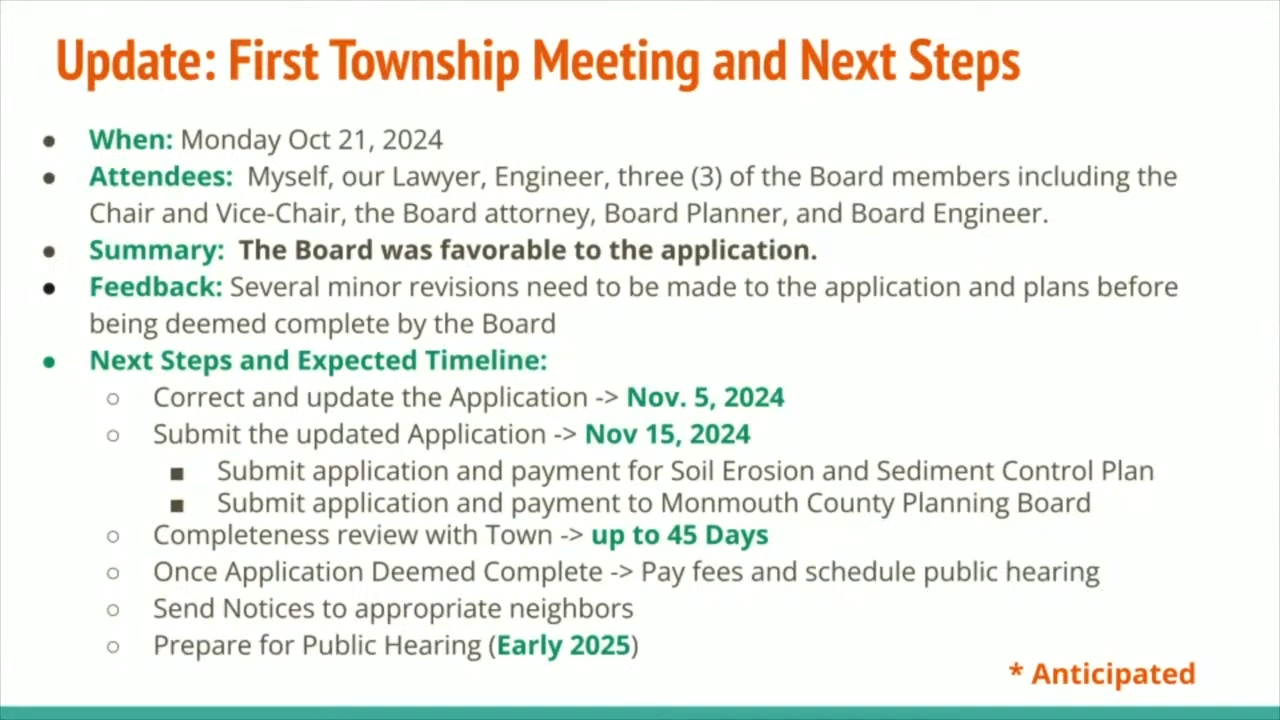 Update: First Township Meeting and Next Steps
● When: Monday Oct 21, 2024
● Attendees: Myself, our Lawyer, Engineer, three (3) of the Board members including the
Chair and Vice-Chair, the Board attorney, Board Planner, and Board Engineer.
● Summary: The Board was favorable to the application.
● Feedback: Several minor revisions need to be made to the application and plans before
being deemed complete by the Board
● Next Steps and Expected Timeline:
○ Correct and update the Application -> Nov. 5, 2024
○ Submit the updated Application -> Nov 15, 2024
■ Submit application and payment for Soil Erosion and Sediment Control Plan
■ Submit application and payment to Monmouth County Planning Board
○ Completeness review with Town -> up to 45 Days
○ Once Application Deemed Complete -> Pay fees and schedule public hearing
○ Send Notices to appropriate neighbors
○ Prepare for Public Hearing (Early 2025)
* Anticipated